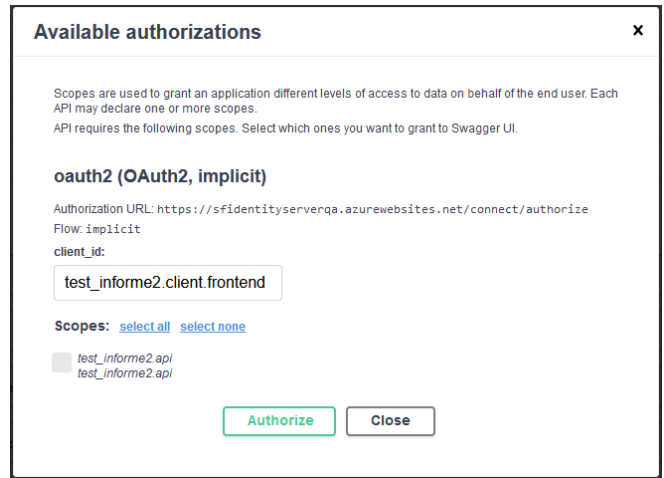 Available authorizations
×
Scopes are used to grant an application different levels of access to data on behalf of the end user. Each
API may declare one or more scopes.
API requires the following scopes. Select which ones you want to grant to Swagger UI.
oauth2 (OAuth2, implicit)
Authorization URL: https://sfidentityserverqa.azurewebsites.net/connect/authorize
Flow: implicit
client_id:
test_informe2.client.frontend
Scopes: select all select none
test_informe2.api
test_informe2.api
Authorize Close